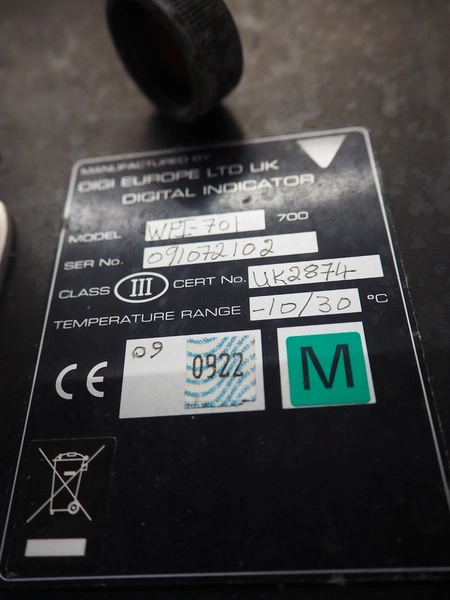 MANUFACTURED BY
DIGI EUROPE LTD UK
DIGITAL INDICATOR
MODEL WPI-701 700
SER No. 091072102
CLASS III CERT No. UK2874
TEMPERATURE RANGE -10/30 °C
CE 09 0922 M